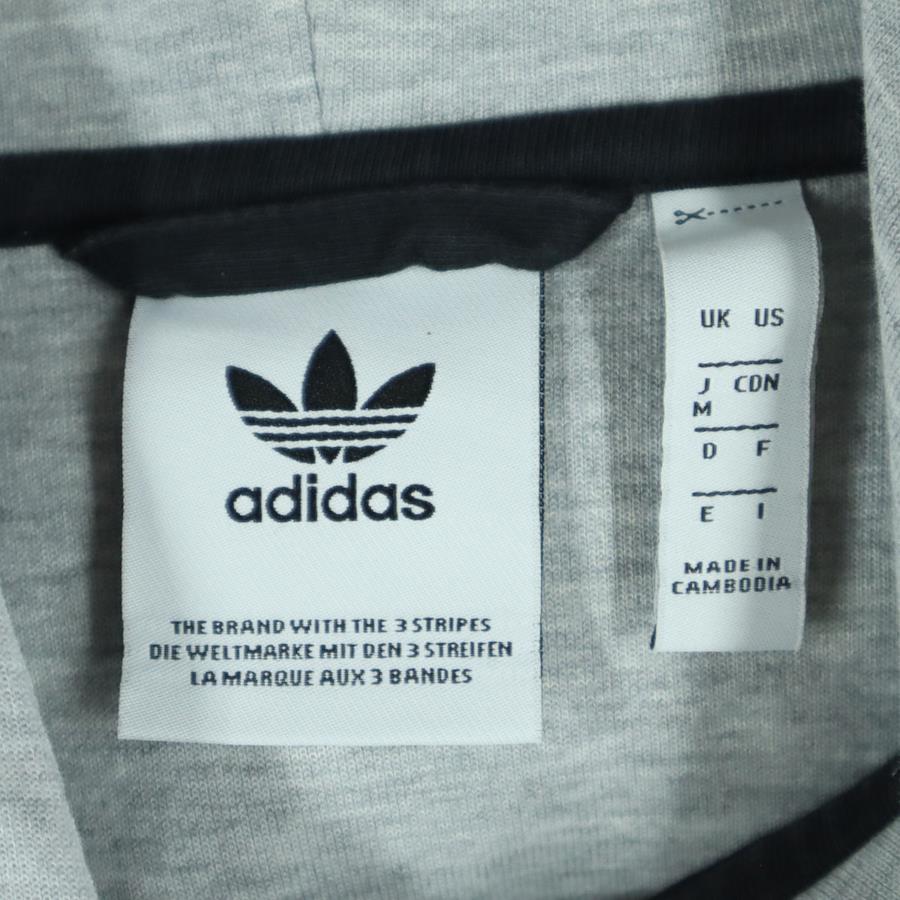 adidas
THE BRAND WITH THE 3 STRIPES
DIE WELTMARKE MIT DEN 3 STREIFEN
LA MARQUE AUX 3 BANDES
UK US
J CDN
M
D F
E I
MADE IN
CAMBODIA